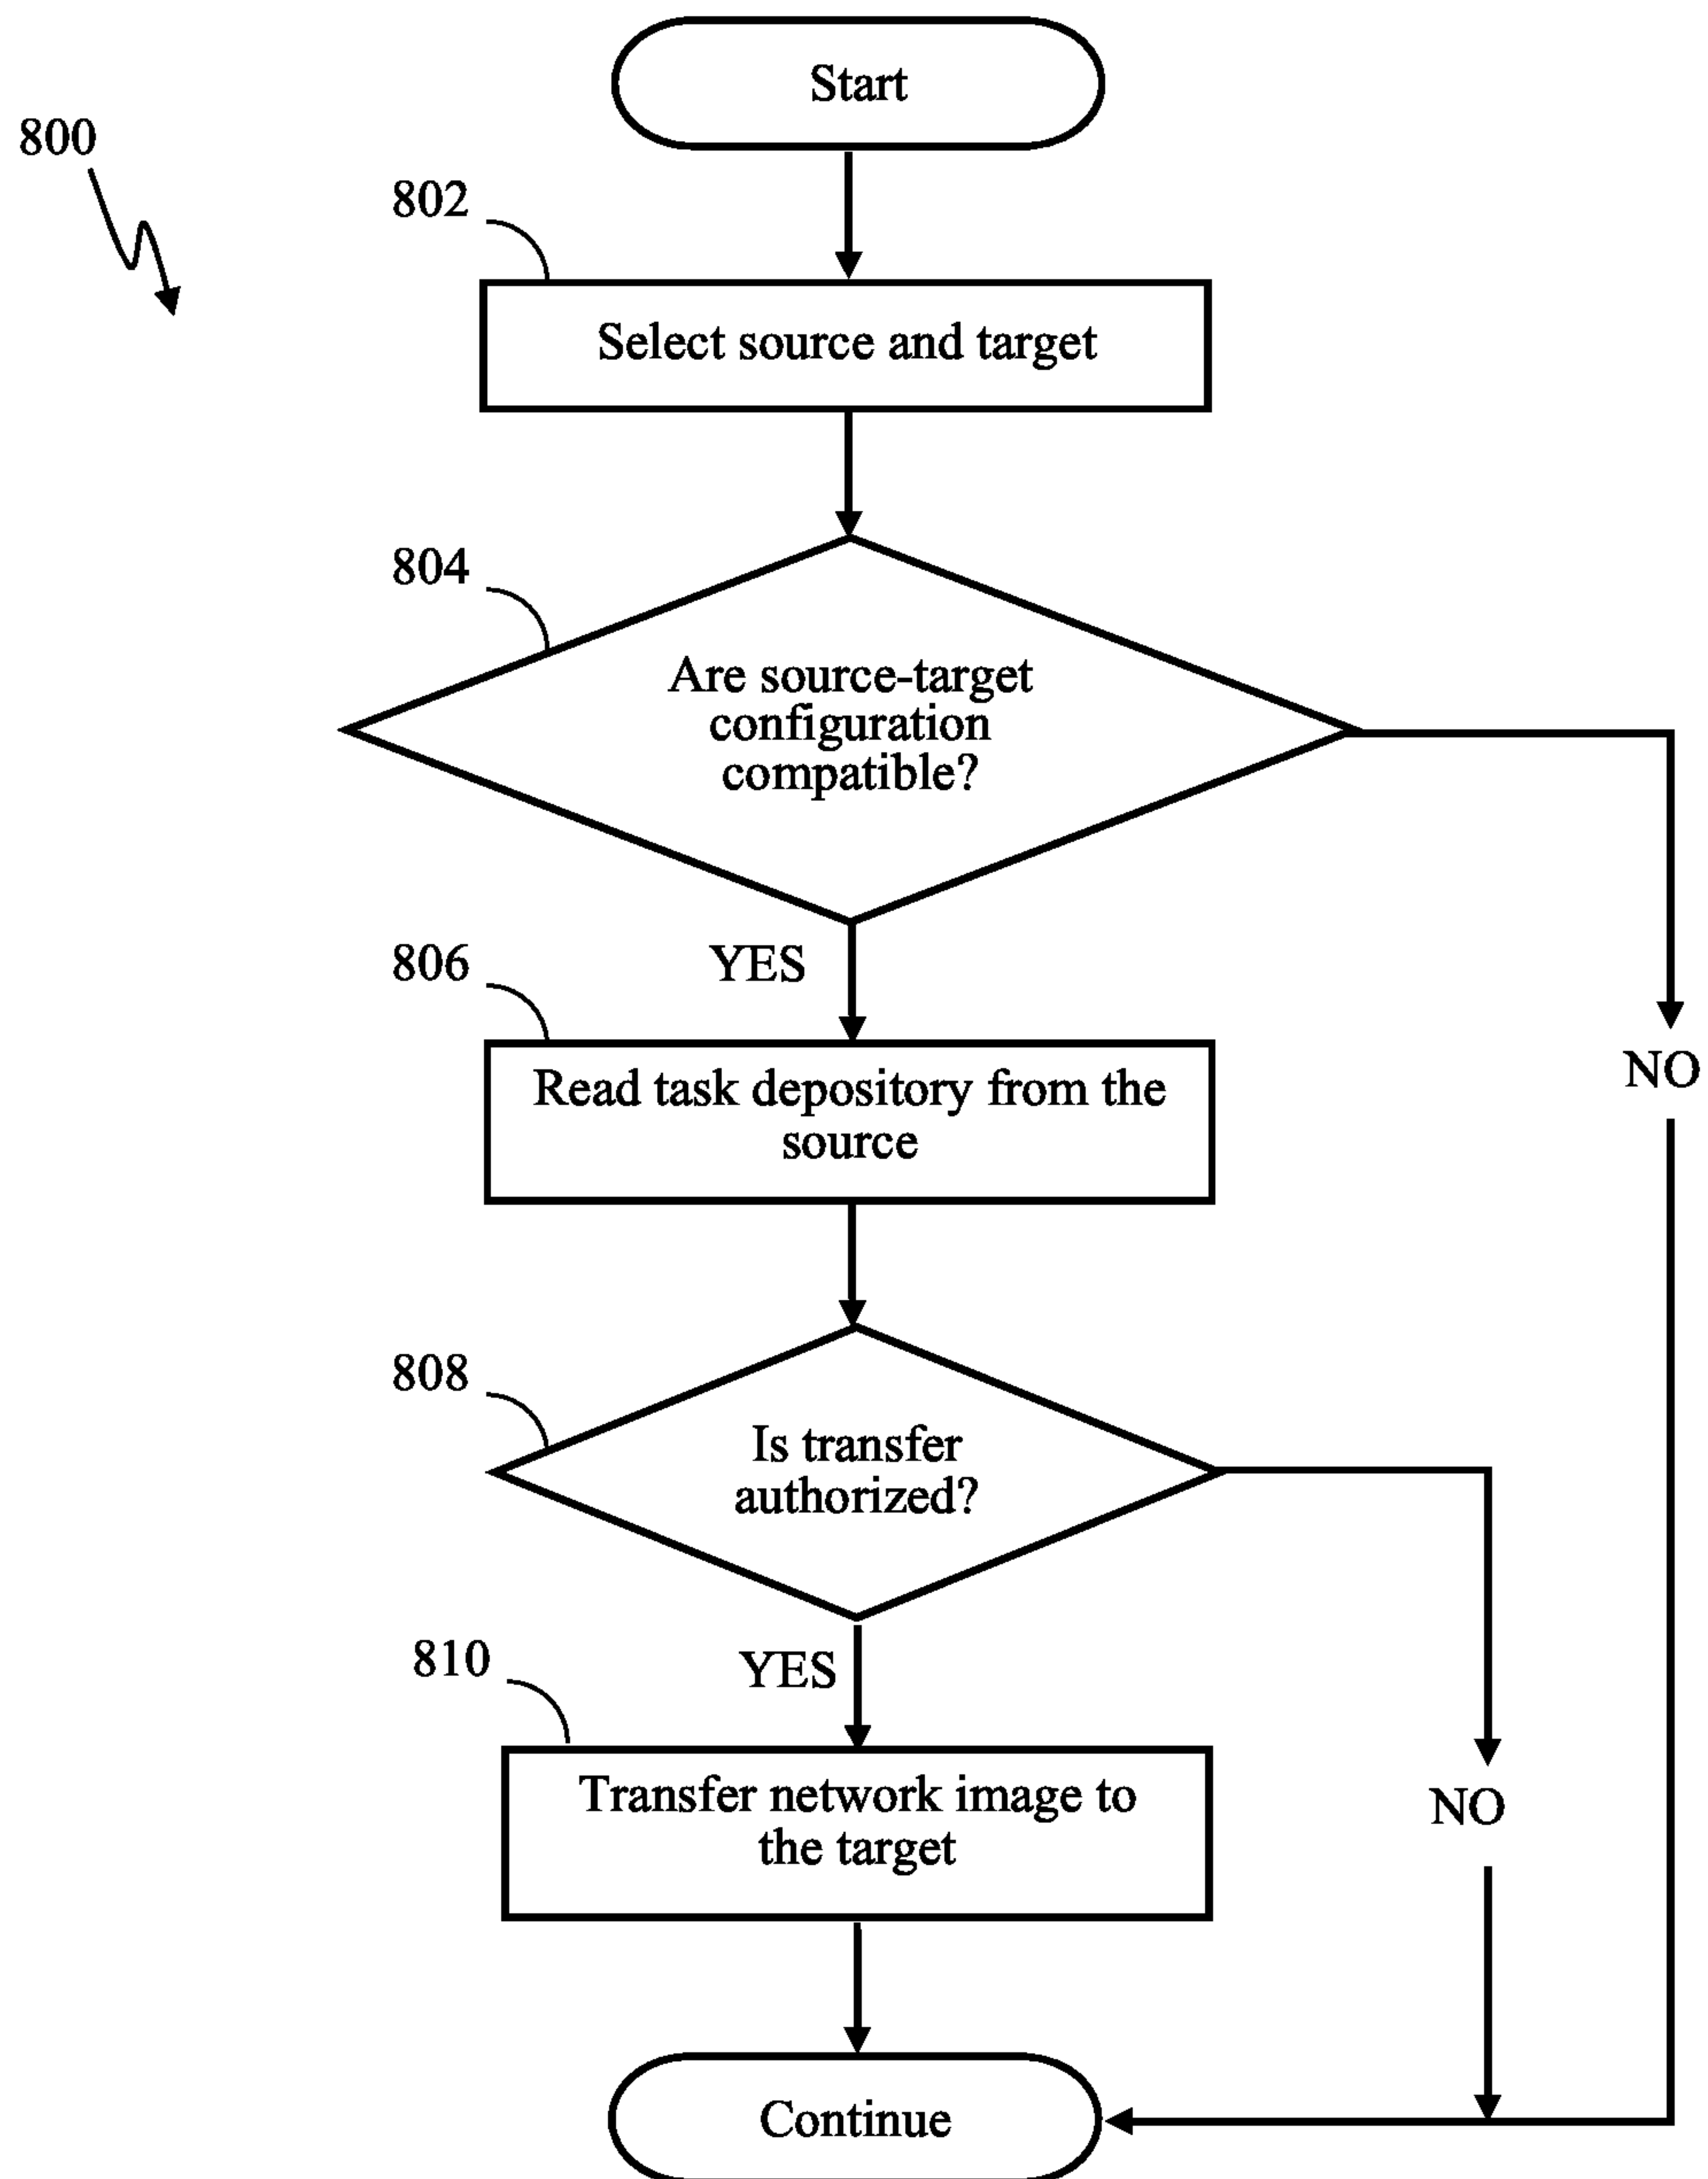 Start
800
802
Select source and target
804
Are source-target
configuration
compatible?
YES
806
Read task depository from the
source
NO
808
Is transfer
authorized?
YES
810
Transfer network image to
the target
NO
Continue